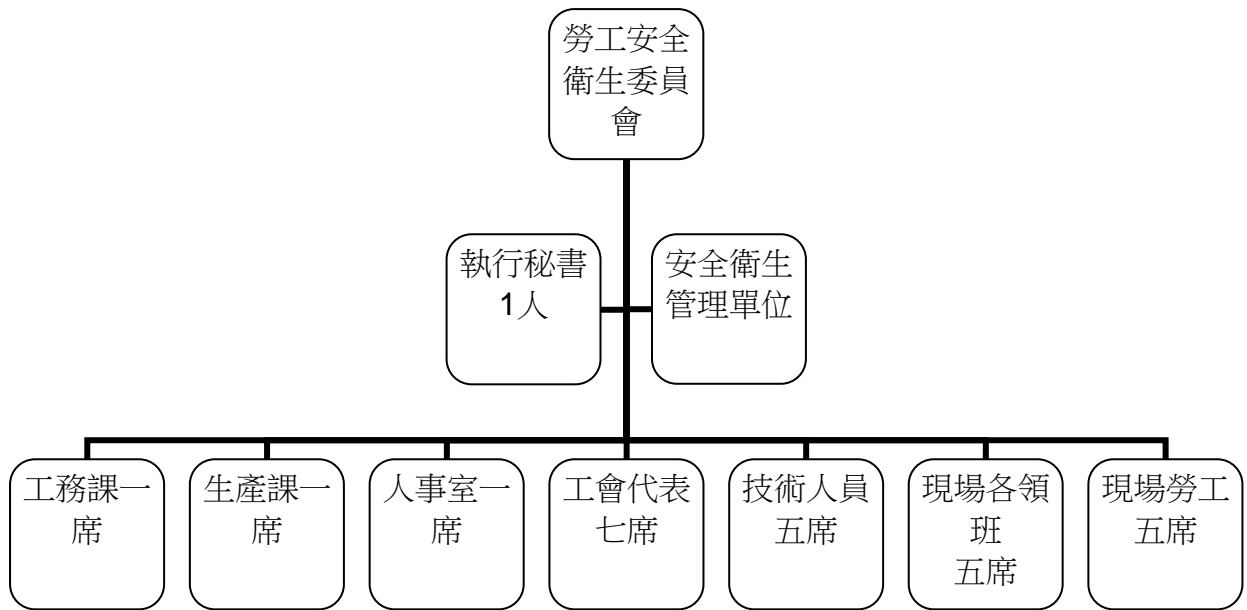 勞工安全
衛生委員
會
執行秘書
1人
安全衛生
管理單位
工務課一
席
生產課一
席
人事室一
席
工會代表
七席
技術人員
五席
現場各領
班
五席
現場勞工
五席